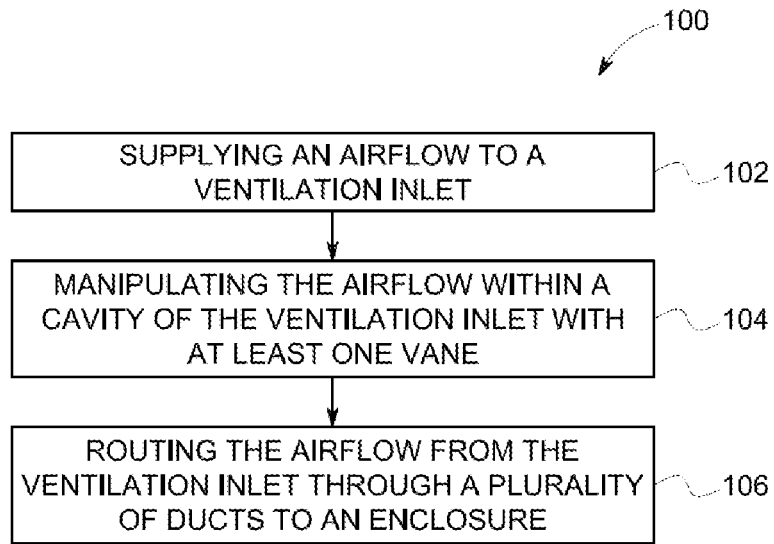 100
SUPPLYING AN AIRFLOW TO A
VENTILATION INLET
102
MANIPULATING THE AIRFLOW WITHIN A
CAVITY OF THE VENTILATION INLET WITH
AT LEAST ONE VANE
104
ROUTING THE AIRFLOW FROM THE
VENTILATION INLET THROUGH A PLURALITY
OF DUCTS TO AN ENCLOSURE
106